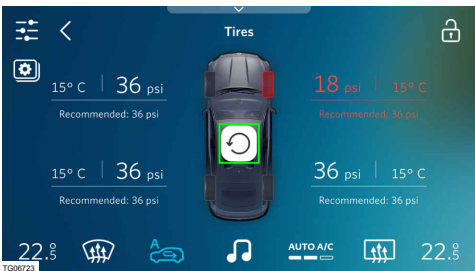 Tires
15° C 36 psi
Recommended: 36 psi
18 psi 15° C
Recommended: 36 psi
15° C 36 psi
Recommended: 36 psi
36 psi 15° C
Recommended: 36 psi
22.5° A AUTO A/C 22.5°
TG06723